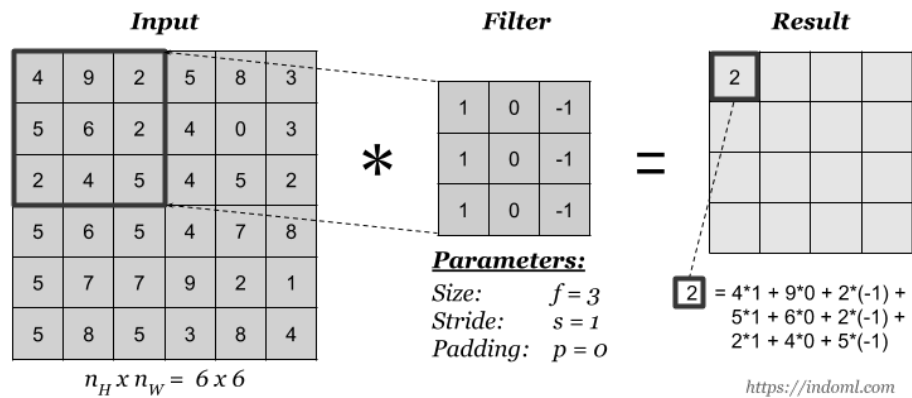 Input
4 9 2 5 8 3
5 6 2 4 0 3
2 4 5 4 5 2
5 6 5 4 7 8
5 7 7 9 2 1
5 8 5 3 8 4
n_H x n_W = 6 x 6
*
Filter
1 0 -1
1 0 -1
1 0 -1
Parameters:
Size: f = 3
Stride: s = 1
Padding: p = 0
=
Result
2
2 = 4*1 + 9*0 + 2*(-1) +
5*1 + 6*0 + 2*(-1) +
2*1 + 4*0 + 5*(-1)
https://indoml.com